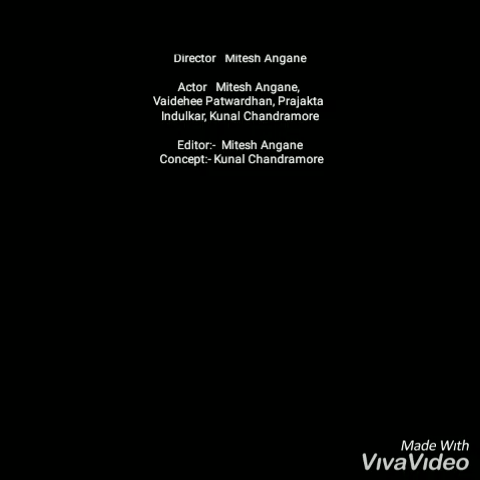 Director Mitesh Angane
Actor Mitesh Angane,
Vaidehee Patwardhan, Prajakta
Indulkar, Kunal Chandramore
Editor:- Mitesh Angane
Concept:- Kunal Chandramore
Made With
VivaVideo